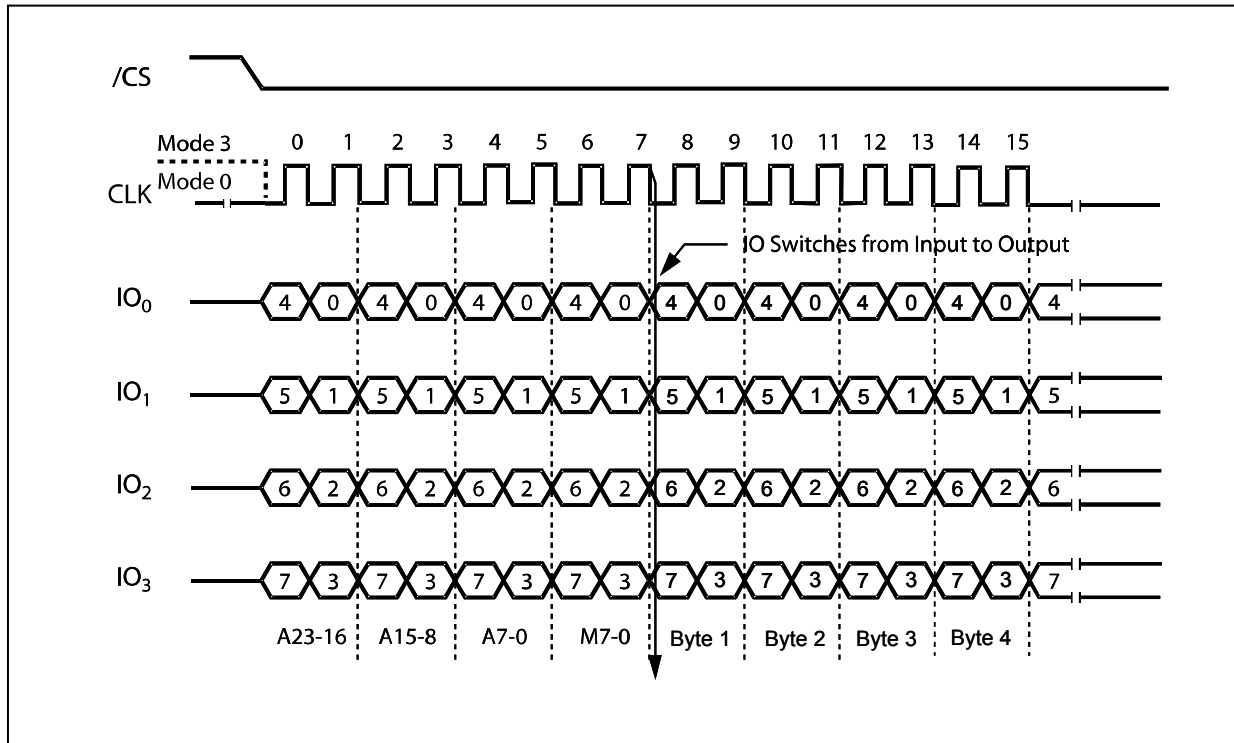 /CS
Mode 3
0 1 2 3 4 5 6 7 8 9 10 11 12 13 14 15
Mode 0
CLK
IO Switches from Input to Output
IO0 4 0 4 0 4 0 4 0 4 0 4 0 4 0 4 0 4
IO1 5 1 5 1 5 1 5 1 5 1 5 1 5 1 5 1 5
IO2 6 2 6 2 6 2 6 2 6 2 6 2 6 2 6 2 6
IO3 7 3 7 3 7 3 7 3 7 3 7 3 7 3 7 3 7
A23-16 A15-8 A7-0 M7-0 Byte 1 Byte 2 Byte 3 Byte 4